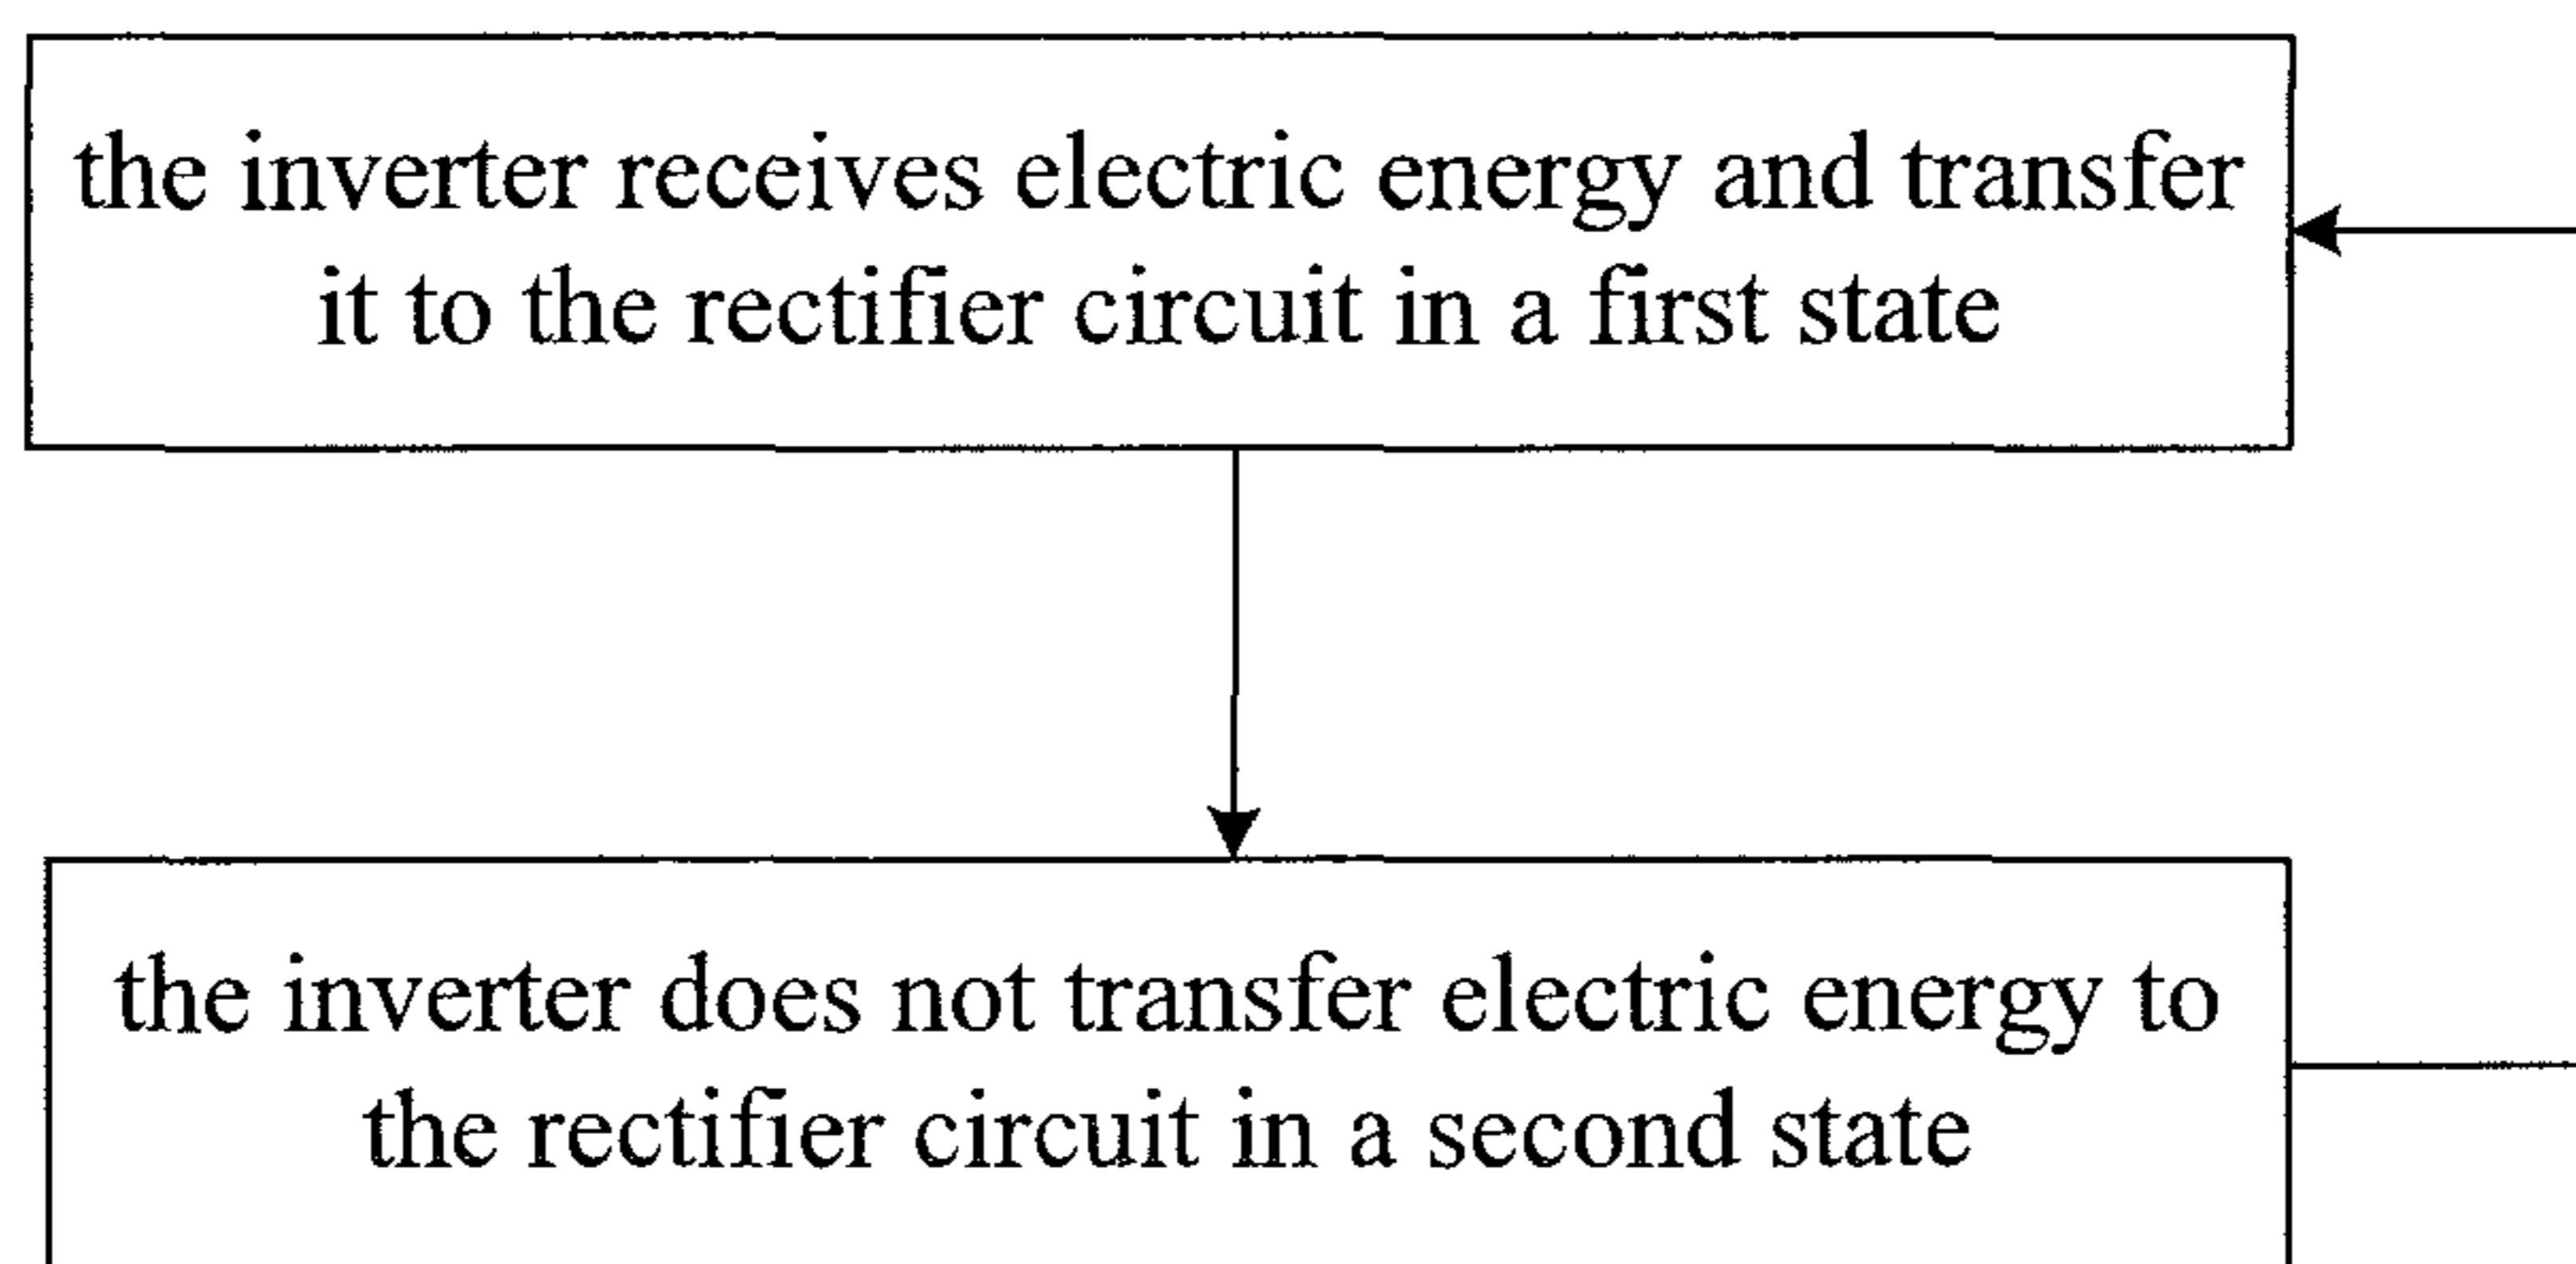 the inverter receives electric energy and transfer
it to the rectifier circuit in a first state
the inverter does not transfer electric energy to
the rectifier circuit in a second state